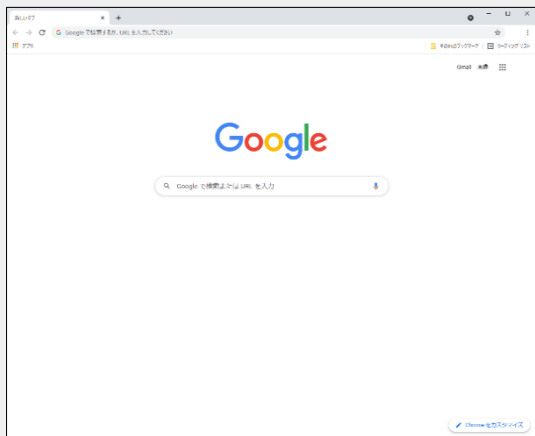 新しいタブ
Google で検索するか、URL を入力してください
アプリ
その他のブックマーク
リーディング リスト
Gmail 画像
Google
Google で検索または URL を入力
Chrome をカスタマイズ